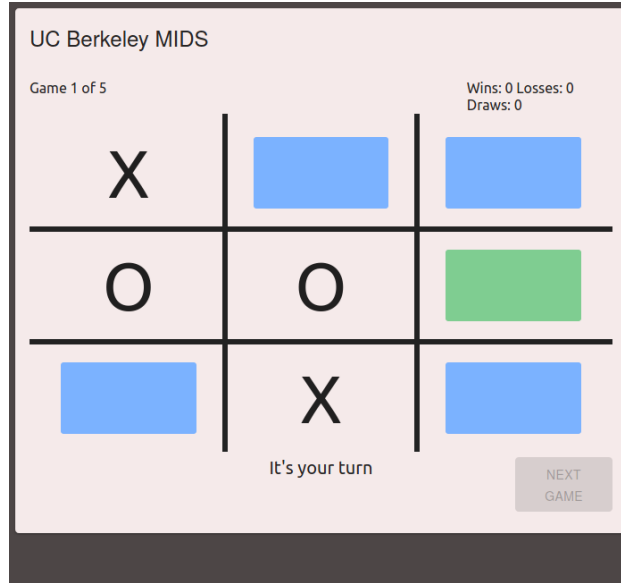 UC Berkeley MIDS
Game 1 of 5
Wins: 0 Losses: 0
Draws: 0
X
O O
X
It's your turn
NEXT
GAME